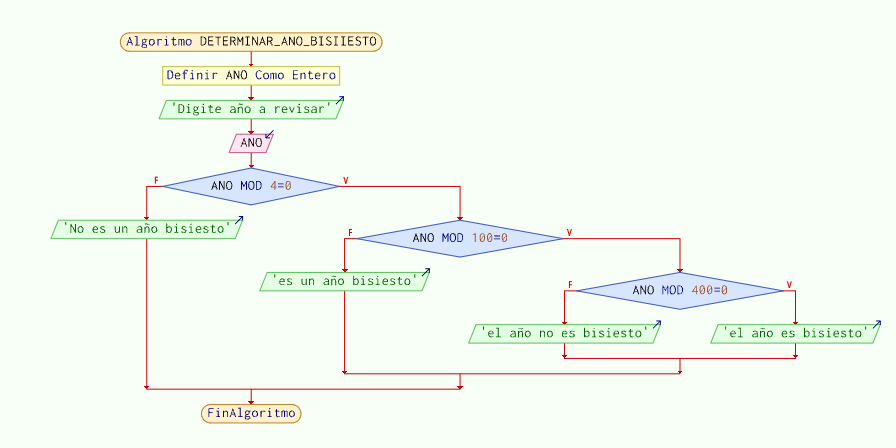 Algoritmo DETERMINAR_ANO_BISIIESTO
Definir ANO Como Entero
'Digite año a revisar'
ANO
F
ANO MOD 4=0
V
'No es un año bisiesto'
F
ANO MOD 100=0
V
'es un año bisiesto'
F
ANO MOD 400=0
V
'el año no es bisiesto'
'el año es bisiesto'
FinAlgoritmo